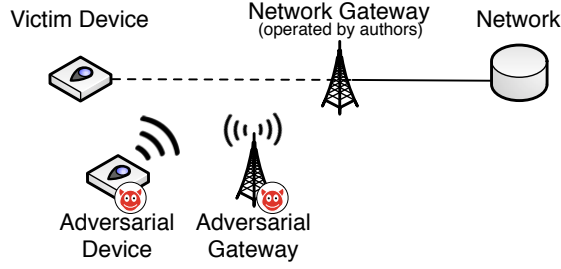 Victim Device
Network Gateway
(operated by authors)
Network
Adversarial
Device
Adversarial
Gateway